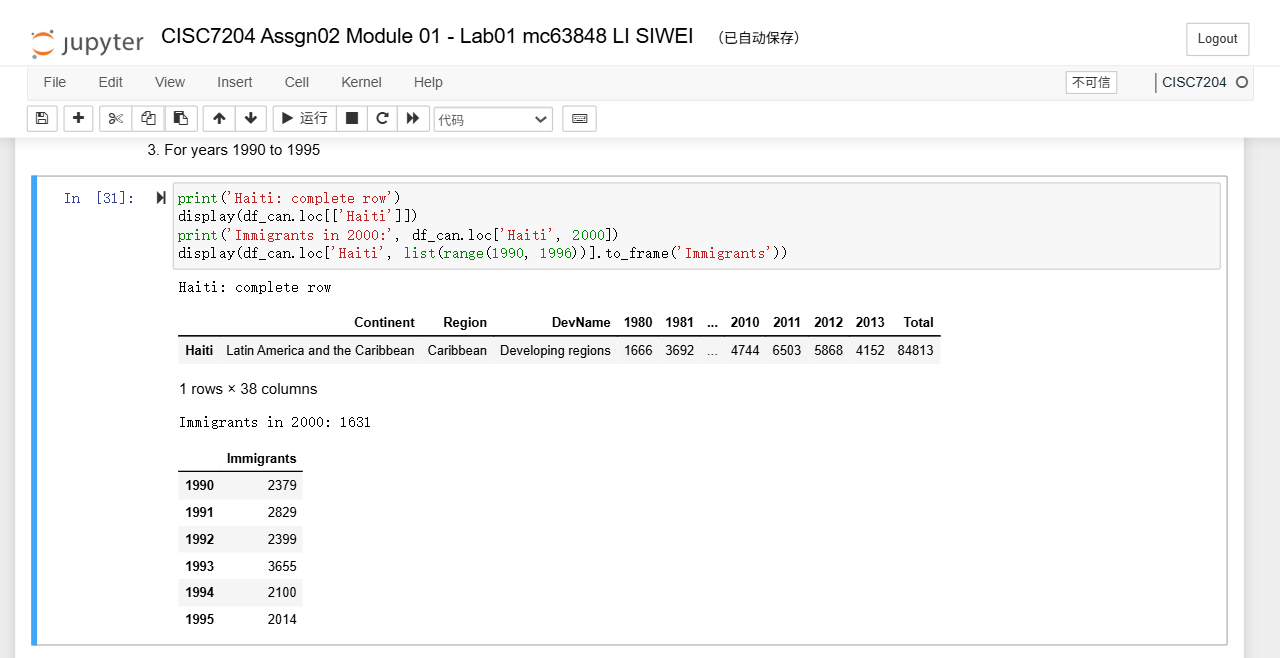 jupyter CISC7204 Assgn02 Module 01 - Lab01 mc63848 LI SIWEI (已自动保存) Logout
File Edit View Insert Cell Kernel Help 不可信 CISC7204
运行 代码
3. For years 1990 to 1995
In [31]: print('Haiti: complete row')
display(df_can.loc[['Haiti']])
print('Immigrants in 2000:', df_can.loc['Haiti', 2000])
display(df_can.loc['Haiti', list(range(1990, 1996))].to_frame('Immigrants'))
Haiti: complete row
Continent Region DevName 1980 1981 ... 2010 2011 2012 2013 Total
Haiti Latin America and the Caribbean Caribbean Developing regions 1666 3692 ... 4744 6503 5868 4152 84813
1 rows × 38 columns
Immigrants in 2000: 1631
Immigrants
1990 2379
1991 2829
1992 2399
1993 3655
1994 2100
1995 2014